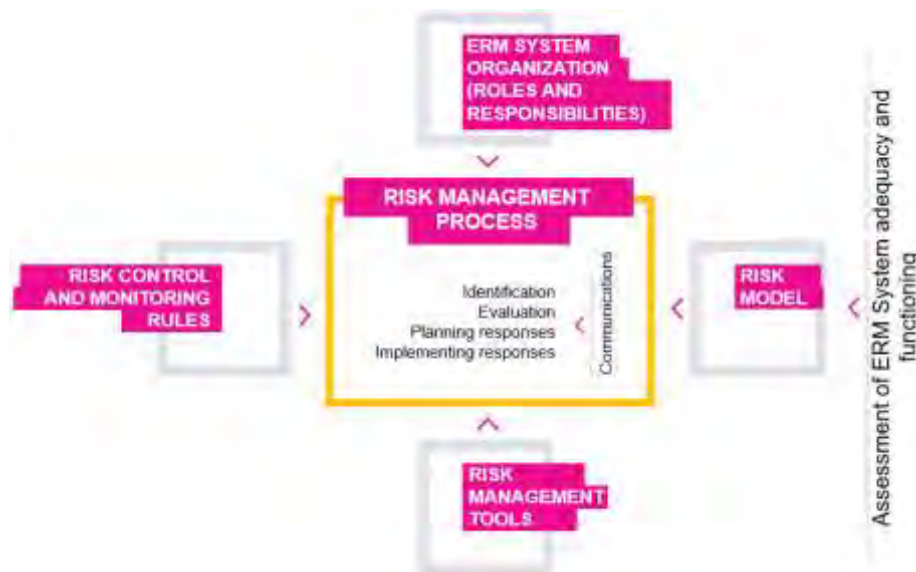 ERM SYSTEM
ORGANIZATION
(ROLES AND
RESPONSIBILITIES)
RISK MANAGEMENT
PROCESS
RISK CONTROL
AND MONITORING
RULES
Identification
Evaluation
Planning responses
Implementing responses
Communications
RISK
MODEL
RISK
MANAGEMENT
TOOLS
Assessment of ERM System adequacy and
functioning